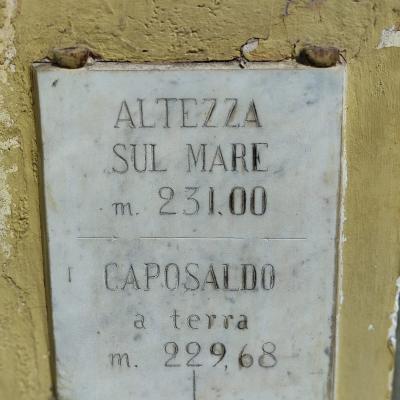 ALTEZZA
SUL MARE
m. 231.00
CAPOSALDO
a terra
m. 229,68